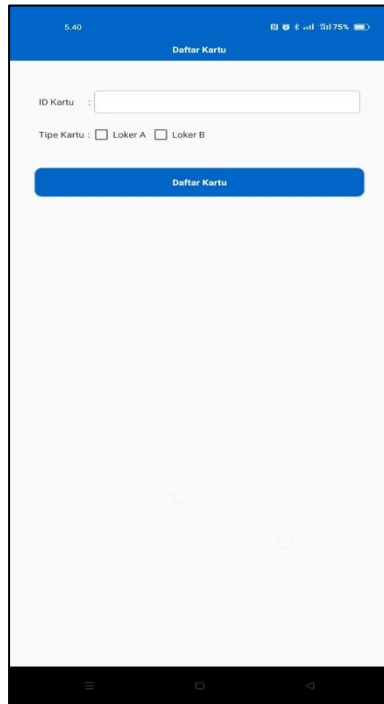 5.40 75%
Daftar Kartu
ID Kartu :
Tipe Kartu : Loker A Loker B
Daftar Kartu